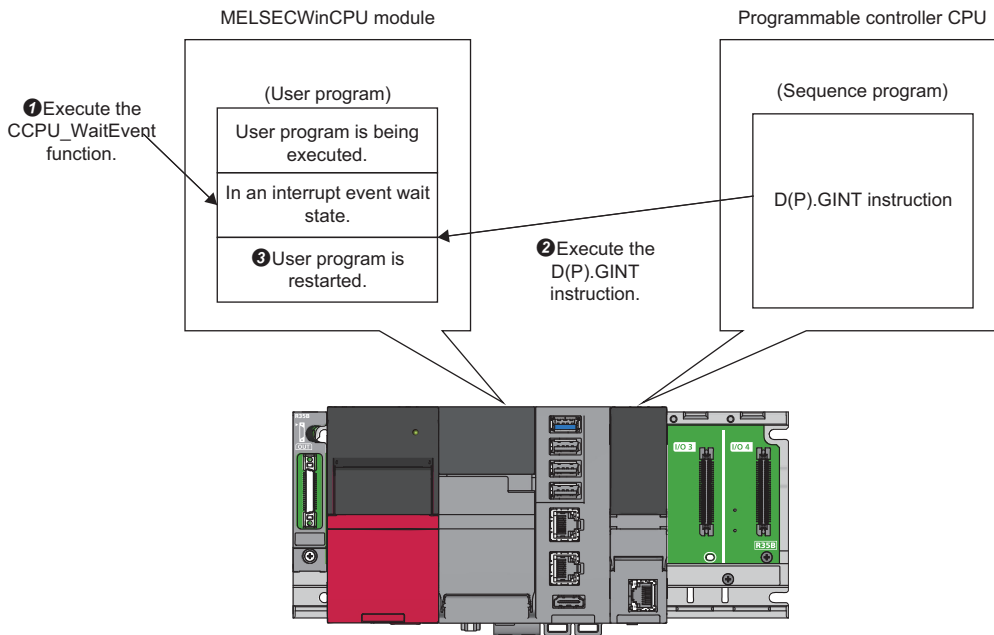 MELSECWinCPU module
Programmable controller CPU
(User program)
(Sequence program)
❶Execute the
CCPU_WaitEvent
function.
User program is being
executed.
In an interrupt event wait
state.
❸User program is
restarted.
❷Execute the
D(P).GINT
instruction.
D(P).GINT instruction
R35B
OUT
I/O 3
I/O 4
R35B